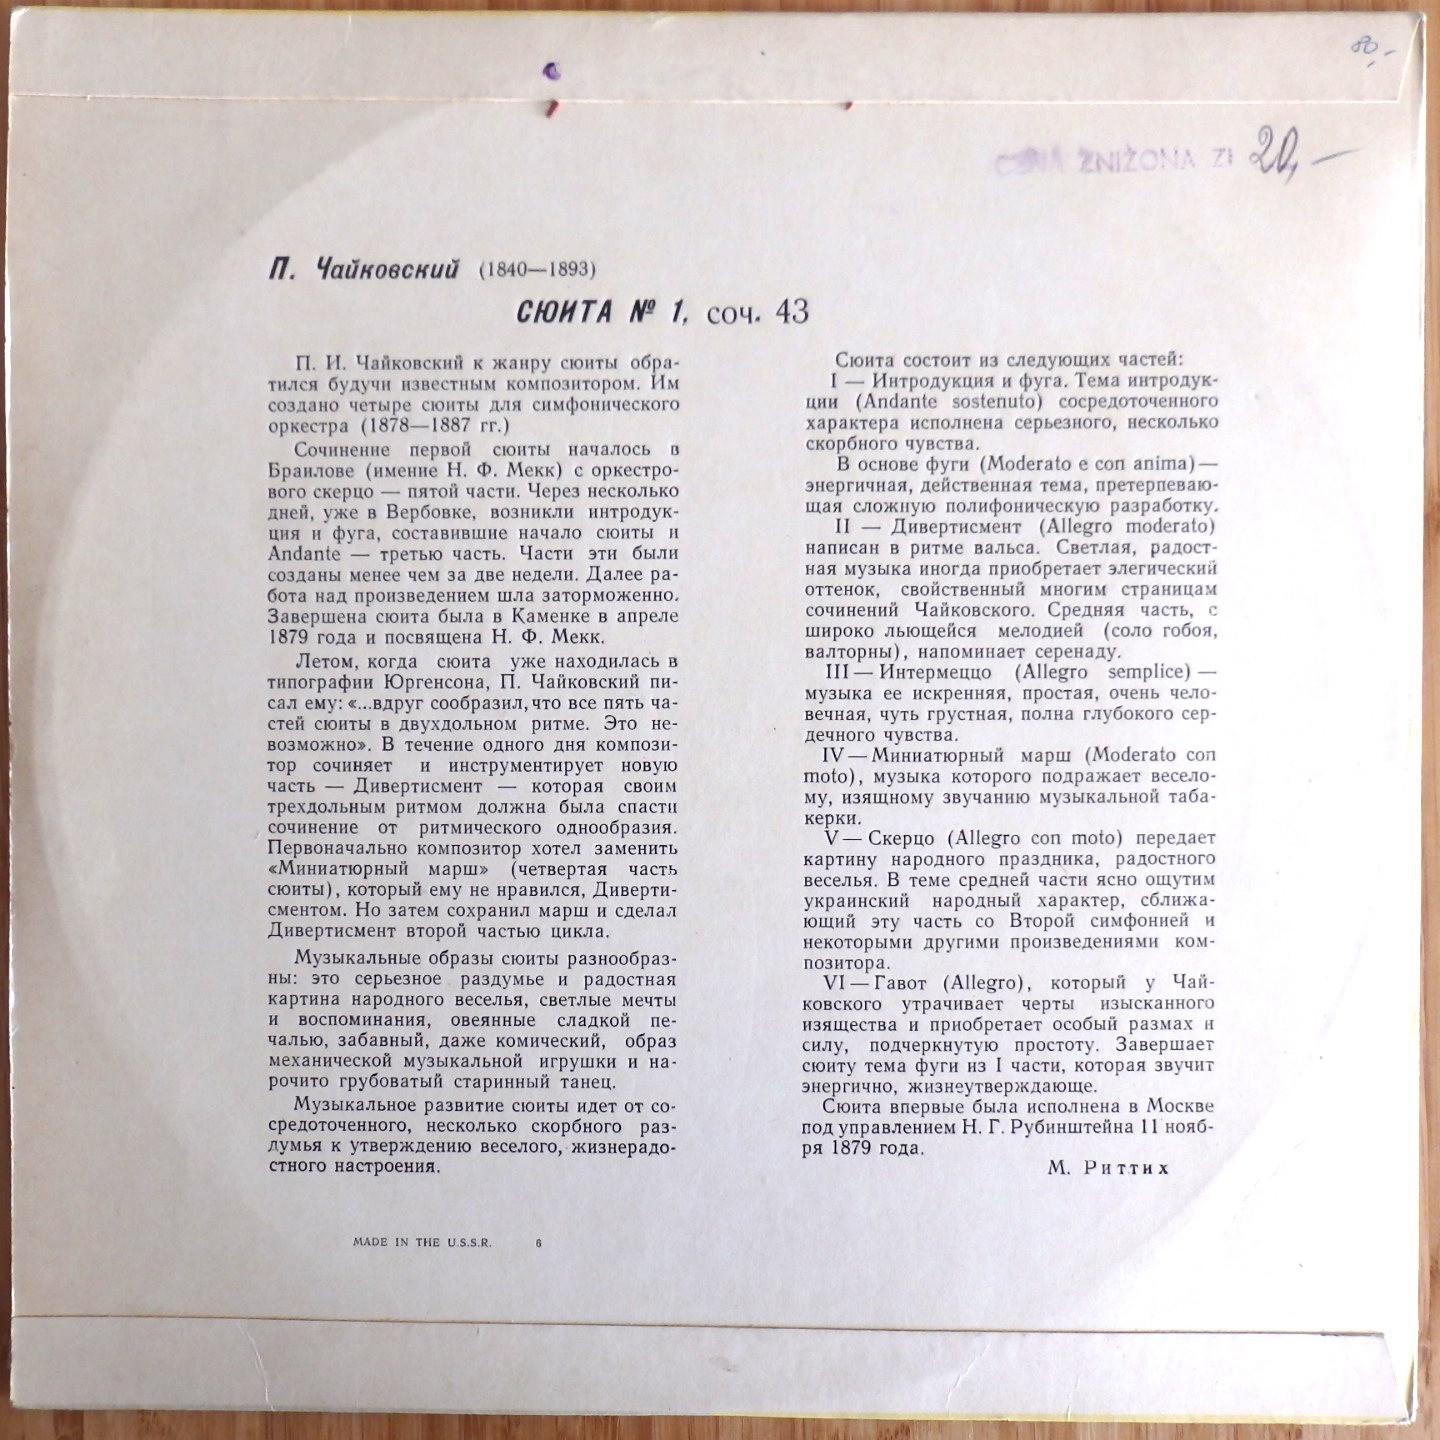 80,-
CENA ZNIŻONA ZŁ 20,—
П. Чайковский (1840—1893)
СЮИТА № 1, соч. 43
П. И. Чайковский к жанру сюиты обра-
тился будучи известным композитором. Им
создано четыре сюиты для симфонического
оркестра (1878—1887 гг.)
Сочинение первой сюиты началось в
Браилове (имение Н. Ф. Мекк) с оркестро-
вого скерцо — пятой части. Через несколько
дней, уже в Вербовке, возникли интродук-
ция и фуга, составившие начало сюиты и
Andante — третью часть. Части эти были
созданы менее чем за две недели. Далее ра-
бота над произведением шла заторможенно.
Завершена сюита была в Каменке в апреле
1879 года и посвящена Н. Ф. Мекк.
Летом, когда сюита уже находилась в
типографии Юргенсона, П. Чайковский пи-
сал ему: «...вдруг сообразил, что все пять ча-
стей сюиты в двухдольном ритме. Это не-
возможно». В течение одного дня компози-
тор сочиняет и инструментирует новую
часть — Дивертисмент — которая своим
трехдольным ритмом должна была спасти
сочинение от ритмического однообразия.
Первоначально композитор хотел заменить
«Миниатюрный марш» (четвертая часть
сюиты), который ему не нравился, Диверти-
сментом. Но затем сохранил марш и сделал
Дивертисмент второй частью цикла.
Музыкальные образы сюиты разнообраз-
ны: это серьезное раздумье и радостная
картина народного веселья, светлые мечты
и воспоминания, овеянные сладкой пе-
чалью, забавный, даже комический, образ
механической музыкальной игрушки и на-
рочито грубоватый старинный танец.
Музыкальное развитие сюиты идет от со-
средоточенного, несколько скорбного раз-
думья к утверждению веселого, жизнерадо-
стного настроения.
Сюита состоит из следующих частей:
I — Интродукция и фуга. Тема интродук-
ции (Andante sostenuto) сосредоточенного
характера исполнена серьезного, несколько
скорбного чувства.
В основе фуги (Moderato e con anima) —
энергичная, действенная тема, претерпеваю-
щая сложную полифоническую разработку.
II — Дивертисмент (Allegro moderato)
написан в ритме вальса. Светлая, радост-
ная музыка иногда приобретает элегический
оттенок, свойственный многим страницам
сочинений Чайковского. Средняя часть, с
широко льющейся мелодией (соло гобоя,
валторны), напоминает серенаду.
III — Интермеццо (Allegro semplice) —
музыка ее искренняя, простая, очень чело-
вечная, чуть грустная, полна глубокого сер-
дечного чувства.
IV — Миниатюрный марш (Moderato con
moto), музыка которого подражает весело-
му, изящному звучанию музыкальной таба-
керки.
V — Скерцо (Allegro con moto) передает
картину народного праздника, радостного
веселья. В теме средней части ясно ощутим
украинский народный характер, сближа-
ющий эту часть со Второй симфонией и
некоторыми другими произведениями ком-
позитора.
VI — Гавот (Allegro), который у Чай-
ковского утрачивает черты изысканного
изящества и приобретает особый размах и
силу, подчеркнутую простоту. Завершает
сюиту тема фуги из I части, которая звучит
энергично, жизнеутверждающе.
Сюита впервые была исполнена в Москве
под управлением Н. Г. Рубинштейна 11 нояб-
ря 1879 года.
М. Риттих
MADE IN THE U.S.S.R. 6